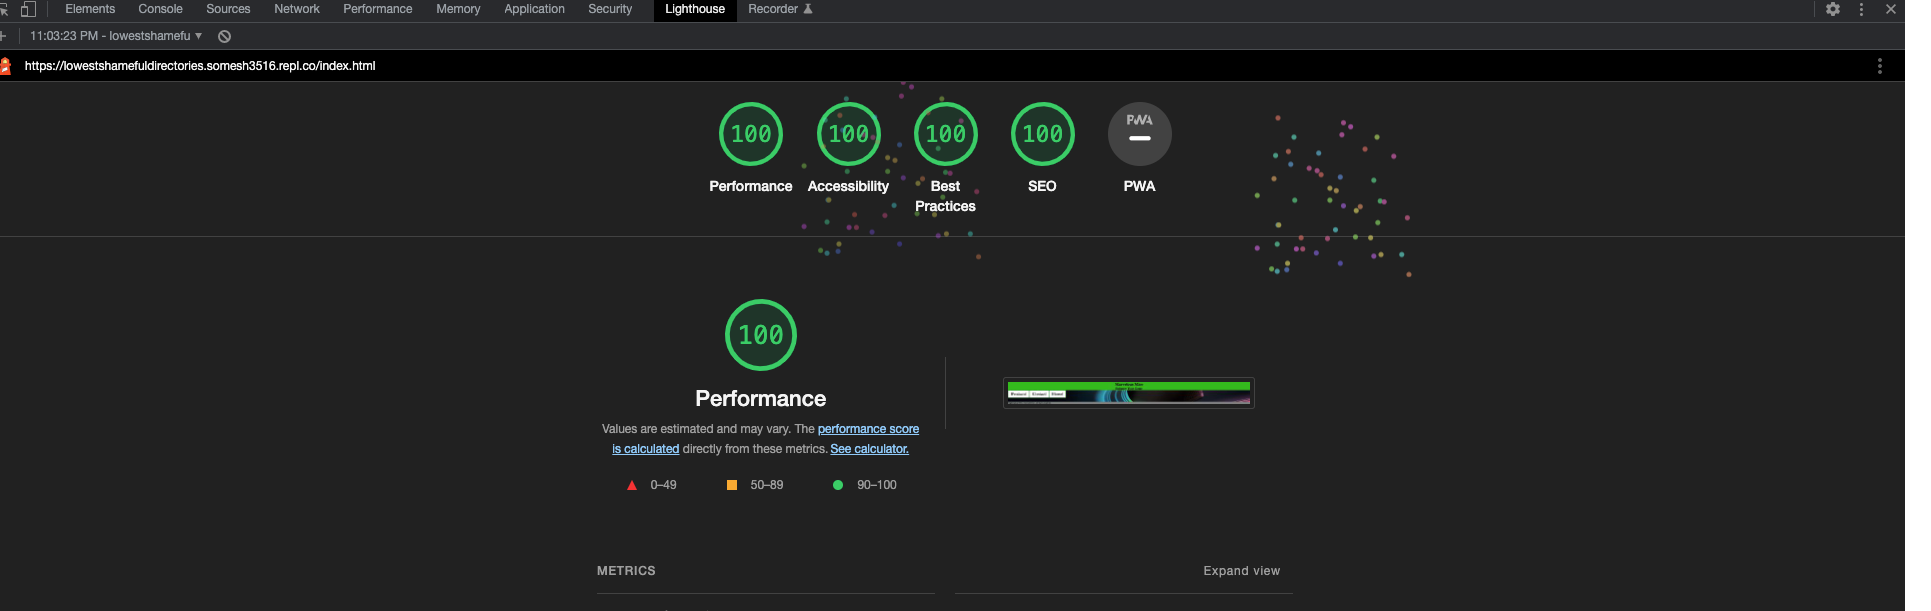 Elements Console Sources Network Performance Memory Application Security Lighthouse Recorder
11:03:23 PM - lowestshamefu
https://lowestshamefuldirectories.somesh3516.repl.co/index.html
100 100 100 100 PWA
Performance Accessibility Best Practices SEO PWA
100
Performance
Values are estimated and may vary. The performance score
is calculated directly from these metrics. See calculator.
0–49 50–89 90–100
METRICS Expand view